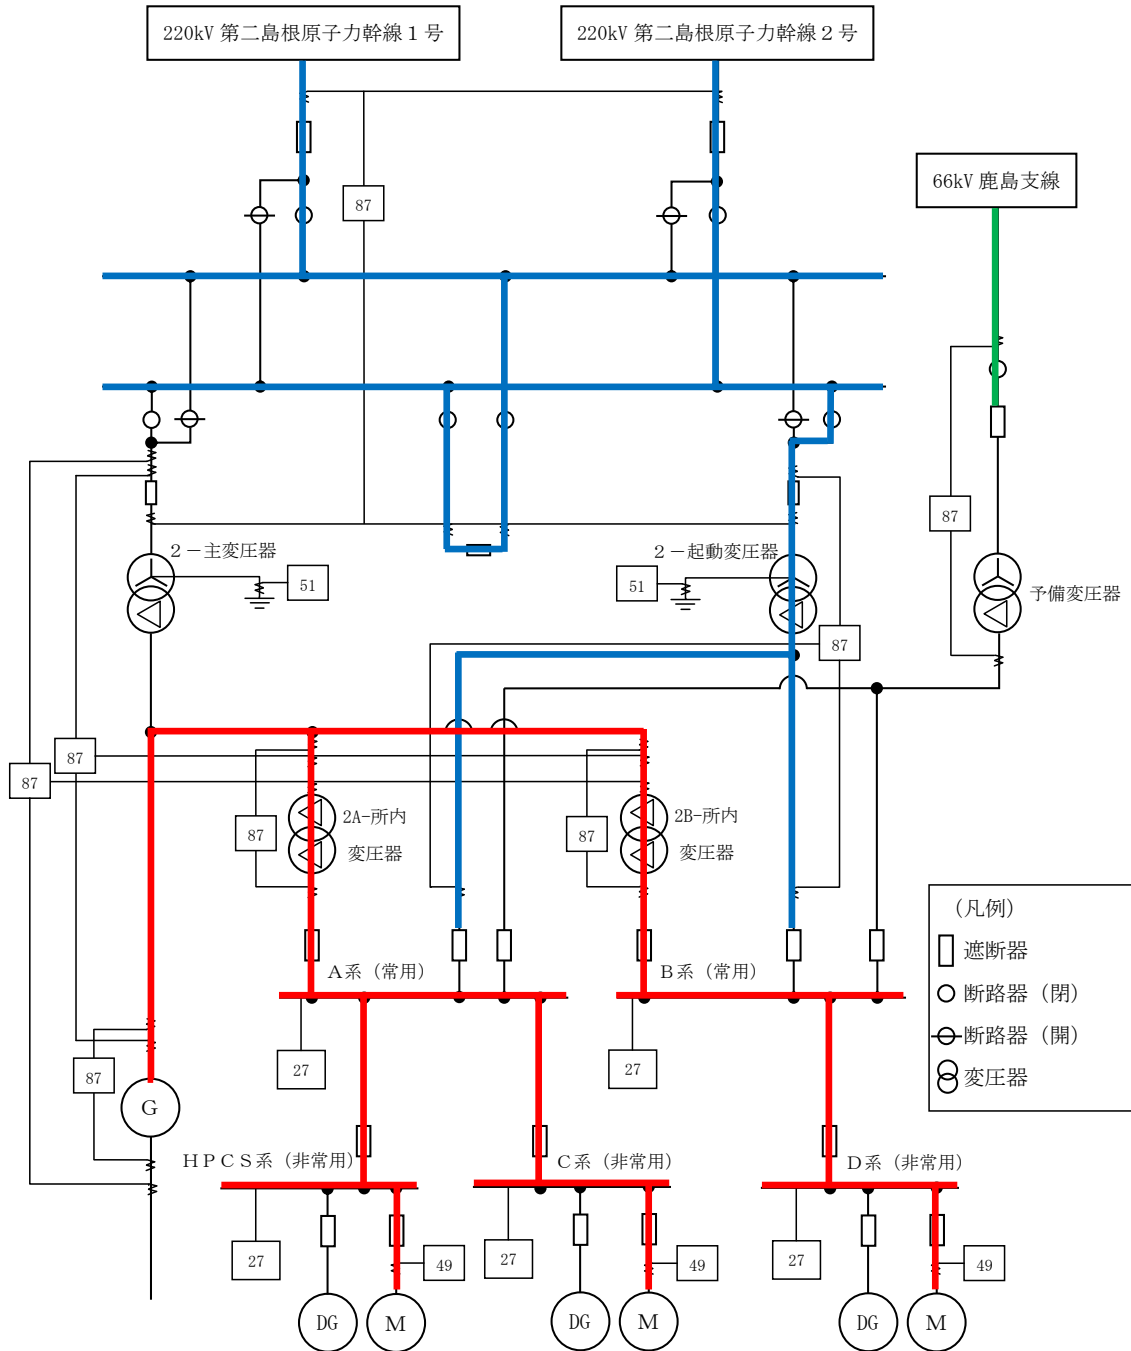 220kV 第二島根原子力幹線１号
220kV 第二島根原子力幹線２号
66kV 鹿島支線
87
87
２－主変圧器
51
２－起動変圧器
51
予備変圧器
87
87
87
87
2A-所内
変圧器
87
2B-所内
変圧器
(凡例)
遮断器
断路器（閉）
断路器（開）
変圧器
Ａ系（常用）
Ｂ系（常用）
27
27
87
G
ＨＰＣＳ系（非常用）
Ｃ系（非常用）
Ｄ系（非常用）
27
49
27
49
27
49
DG
M
DG
M
DG
M